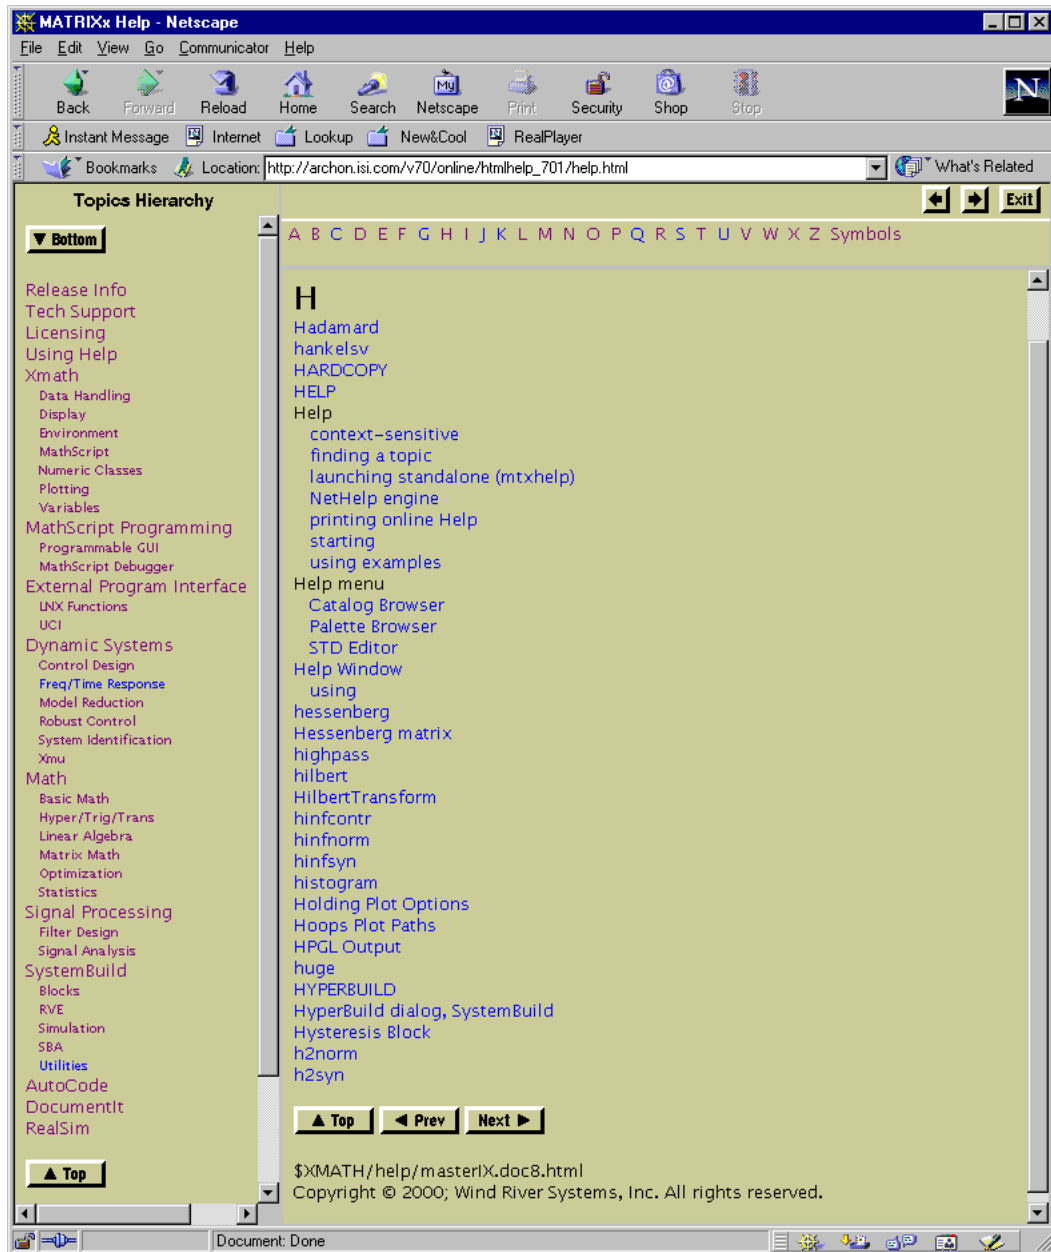 MATRIXx Help - Netscape
File Edit View Go Communicator Help
Back Forward Reload Home Search Netscape Print Security Shop Stop
My
N
Instant Message Internet Lookup New&Cool RealPlayer
Bookmarks Location: http://archon.isi.com/v70/online/htmlhelp_701/help.html What's Related
Topics Hierarchy
Bottom
Release Info
Tech Support
Licensing
Using Help
Xmath
Data Handling
Display
Environment
MathScript
Numeric Classes
Plotting
Variables
MathScript Programming
Programmable GUI
MathScript Debugger
External Program Interface
LNX Functions
UCI
Dynamic Systems
Control Design
Freq/Time Response
Model Reduction
Robust Control
System Identification
Xmu
Math
Basic Math
Hyper/Trig/Trans
Linear Algebra
Matrix Math
Optimization
Statistics
Signal Processing
Filter Design
Signal Analysis
SystemBuild
Blocks
RVE
Simulation
SBA
Utilities
AutoCode
DocumentIt
RealSim
Top
Exit
A B C D E F G H I J K L M N O P Q R S T U V W X Z Symbols
H
Hadamard
hankelsv
HARDCOPY
HELP
Help
context-sensitive
finding a topic
launching standalone (mtxhelp)
NetHelp engine
printing online Help
starting
using examples
Help menu
Catalog Browser
Palette Browser
STD Editor
Help Window
using
hessenberg
Hessenberg matrix
highpass
hilbert
HilbertTransform
hinfcontr
hinfnorm
hinfsyn
histogram
Holding Plot Options
Hoops Plot Paths
HPGL Output
huge
HYPERBUILD
HyperBuild dialog, SystemBuild
Hysteresis Block
h2norm
h2syn
Top Prev Next
$XMATH/help/masterIX.doc8.html
Copyright © 2000; Wind River Systems, Inc. All rights reserved.
Document: Done